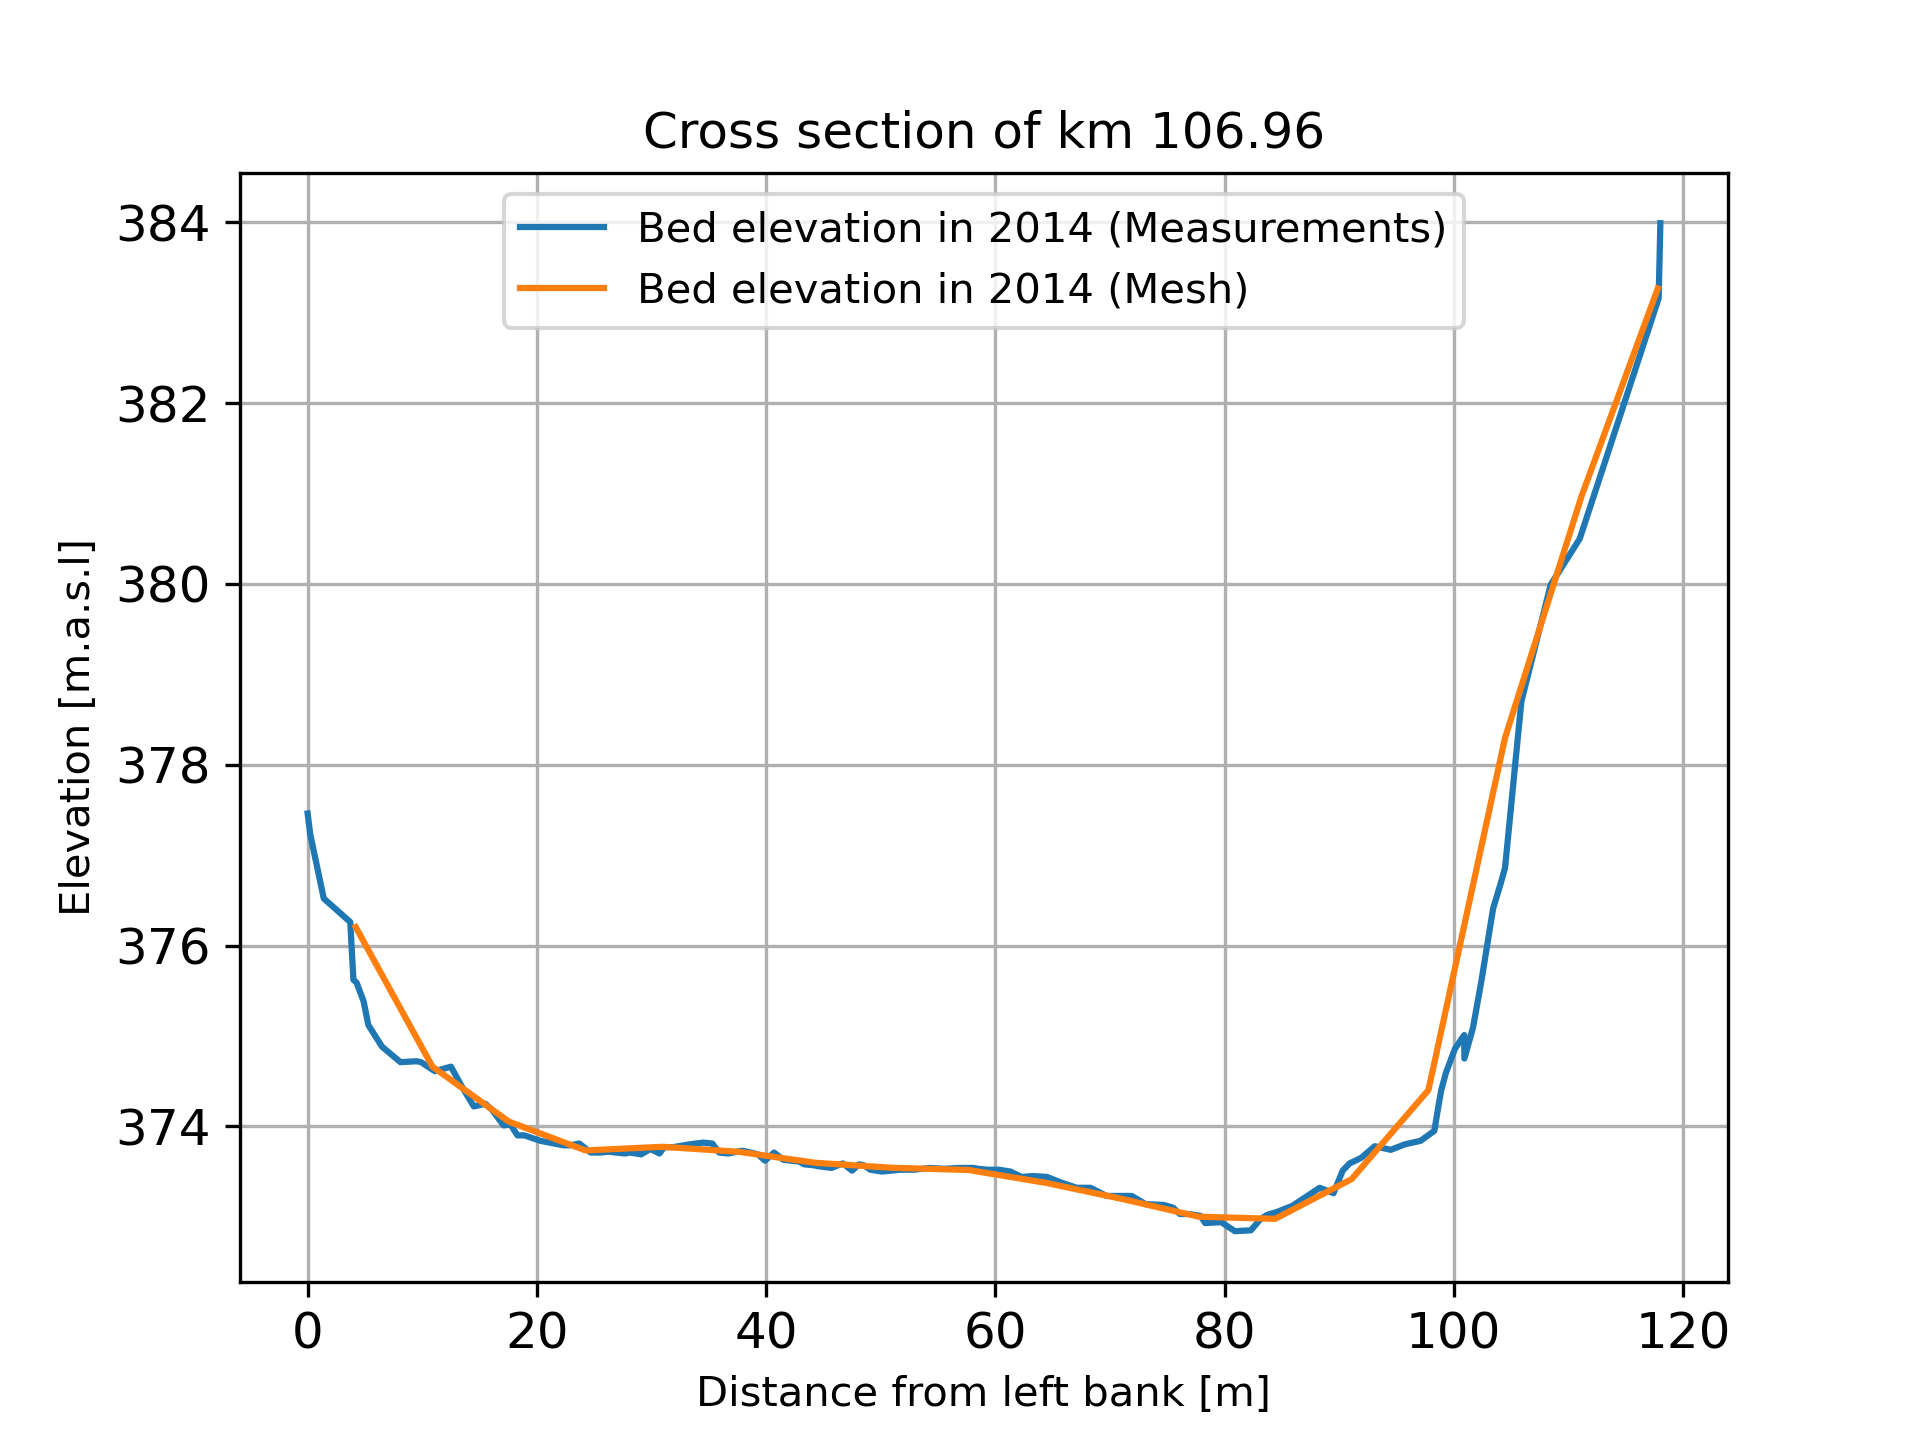 Cross section of km 106.96
Bed elevation in 2014 (Measurements)
Bed elevation in 2014 (Mesh)
Elevation [m.a.s.l]
384
382
380
378
376
374
0 20 40 60 80 100 120
Distance from left bank [m]